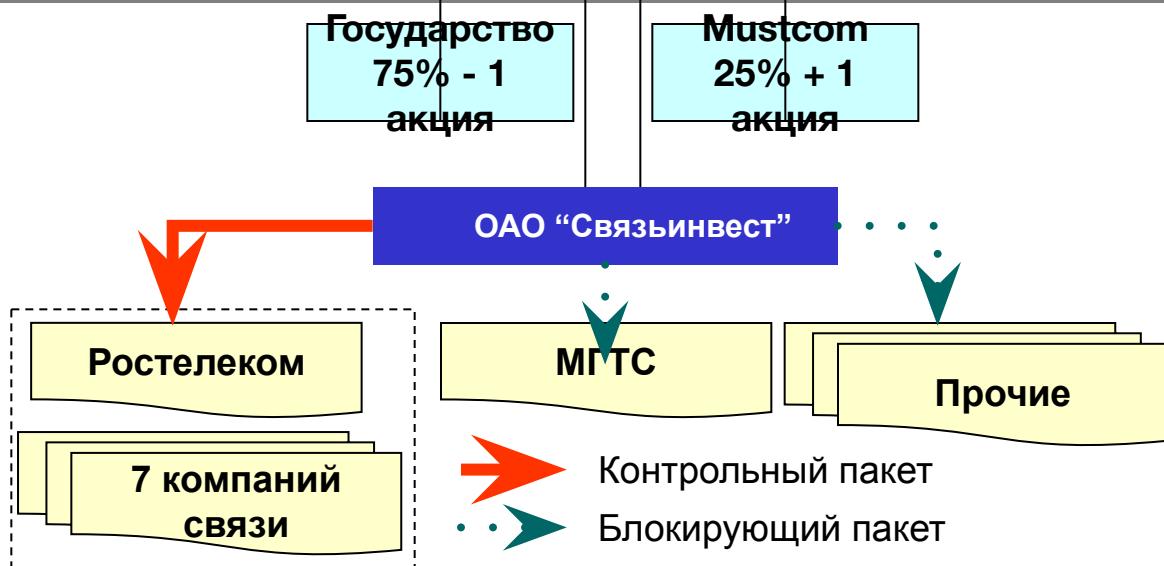 Государство
75% - 1
акция
Mustcom
25% + 1
акция
ОАО “Связьинвест”
Ростелеком
МГТС
Прочие
7 компаний
связи
Контрольный пакет
Блокирующий пакет